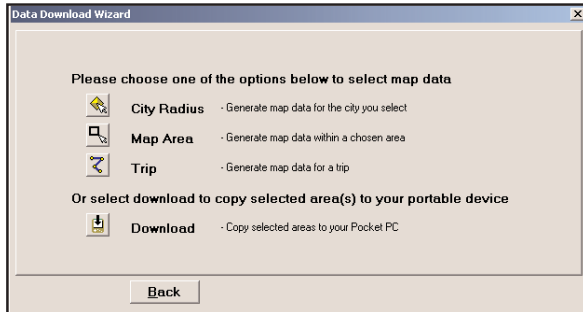 Data Download Wizard
Please choose one of the options below to select map data
City Radius - Generate map data for the city you select
Map Area - Generate map data within a chosen area
Trip - Generate map data for a trip
Or select download to copy selected area(s) to your portable device
Download - Copy selected areas to your Pocket PC
Back